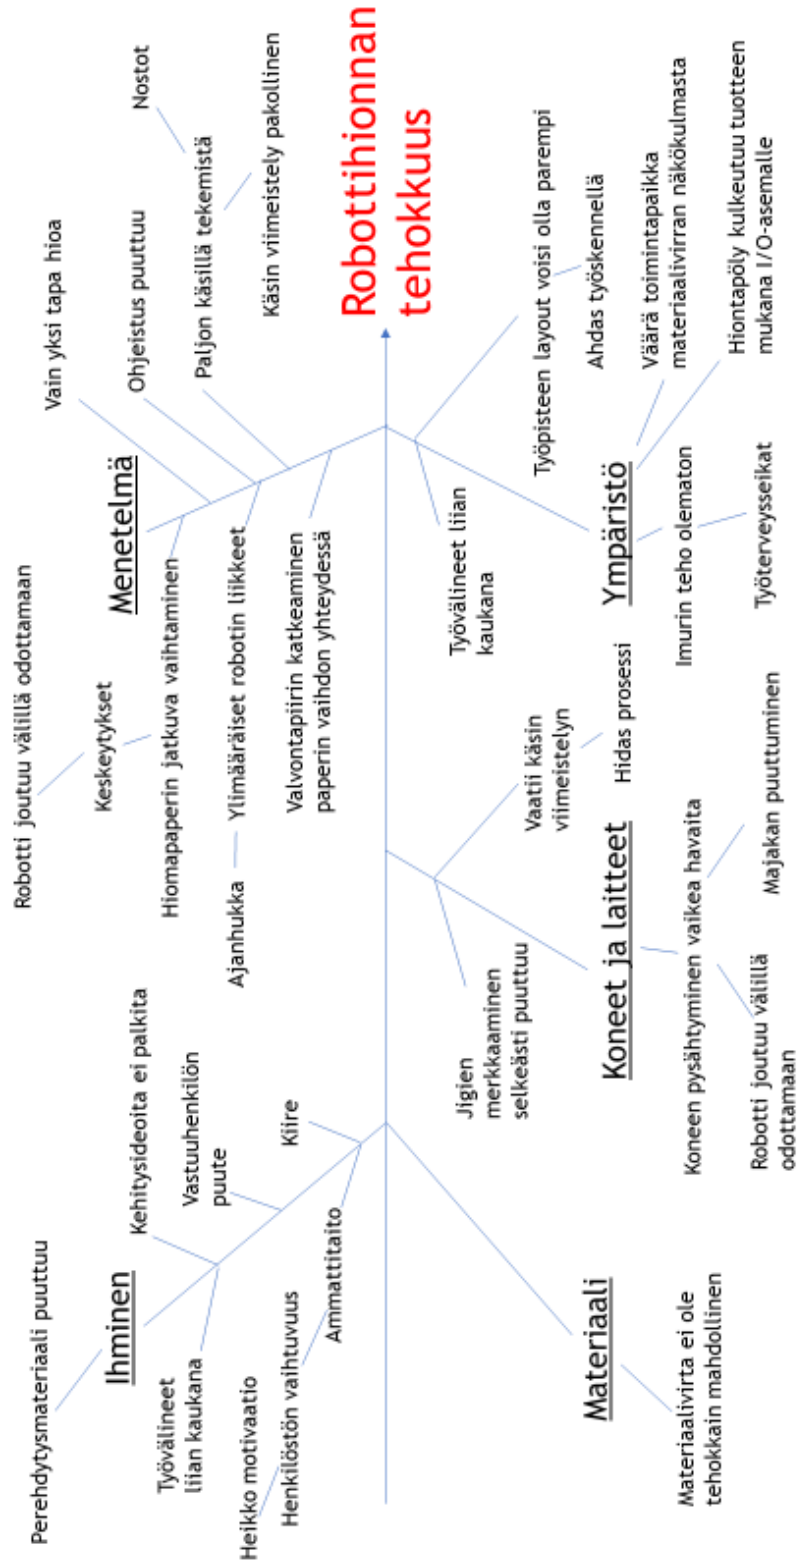 Perehdytysmateriaali puuttuu
Ihminen
Kehitysideoita ei palkita
Työvälineet
liian kaukana
Vastuuhenkilön
puute
Heikko motivaatio
Henkilöstön vaihtuvuus
Ammattitaito
Kiire
Robotti joutuu välillä odottamaan
Keskeytykset
Menetelmä
Vain yksi tapa hioa
Hiomapaperin jatkuva vaihtaminen
Ohjeistus puuttuu
Ajanhukka
Ylimääräiset robotin liikkeet
Paljon käsillä tekemistä
Nostot
Käsin viimeistely pakollinen
Valvontapiirin katkeaminen
paperin vaihdon yhteydessä
Robottihionnan
tehokkuus
Materiaali
Materiaalivirta ei ole
tehokkain mahdollinen
Jigien
merkkaaminen
selkeästi puuttuu
Vaatii käsin
viimeistelyn
Hidas prosessi
Koneet ja laitteet
Koneen pysähtyminen vaikea havaita
Robotti joutuu välillä
odottamaan
Majakan puuttuminen
Työvälineet liian
kaukana
Työpisteen layout voisi olla parempi
Ahdas työskennellä
Ympäristö
Väärä toimintapaikka
materiaalivirran näkökulmasta
Imurin teho olematon
Hiontapöly kulkeutuu tuotteen
mukana I/O-asemalle
Työterveysseikat